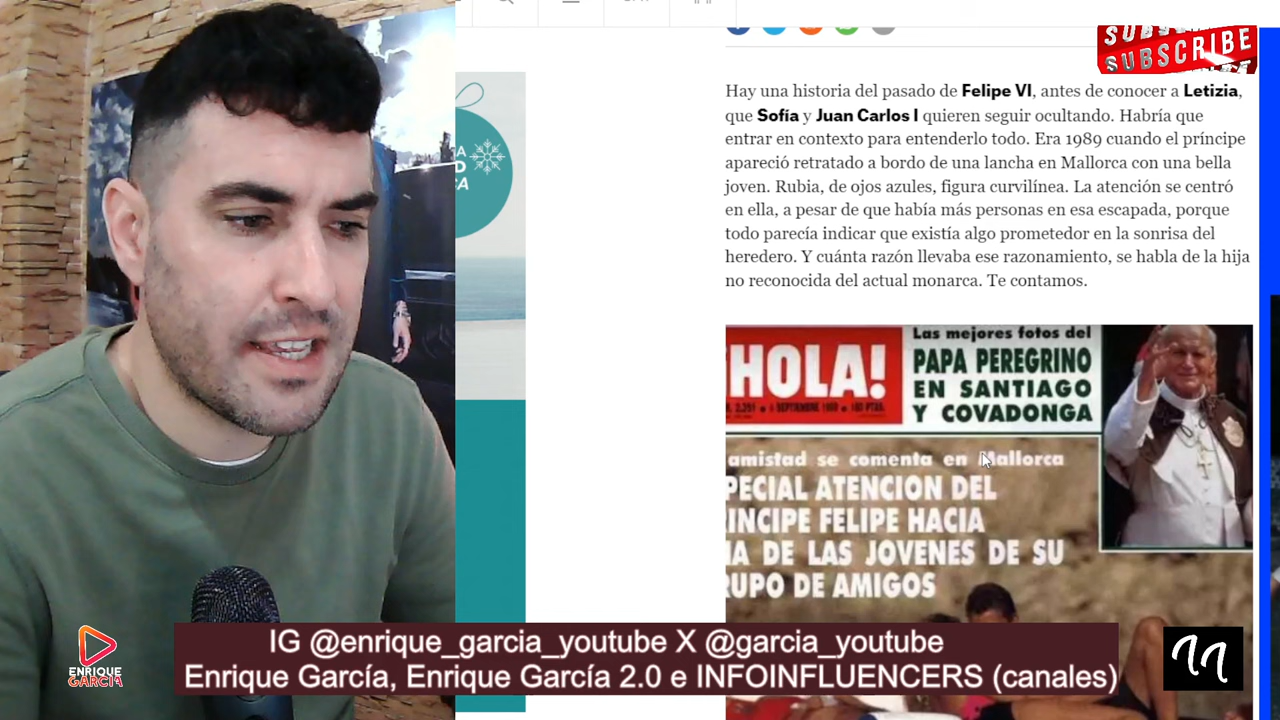 SUBSCRIBE
Hay una historia del pasado de Felipe VI, antes de conocer a Letizia,
que Sofía y Juan Carlos I quieren seguir ocultando. Habría que
entrar en contexto para entenderlo todo. Era 1989 cuando el príncipe
apareció retratado a bordo de una lancha en Mallorca con una bella
joven. Rubia, de ojos azules, figura curvilínea. La atención se centró
en ella, a pesar de que había más personas en esa escapada, porque
todo parecía indicar que existía algo prometedor en la sonrisa del
heredero. Y cuánta razón llevaba ese razonamiento, se habla de la hija
no reconocida del actual monarca. Te contamos.
¡HOLA!
Las mejores fotos del
PAPA PEREGRINO
EN SANTIAGO
Y COVADONGA
amistad se comenta en Mallorca
PECIAL ATENCION DEL
INCIPE FELIPE HACIA
A DE LAS JOVENES DE SU
RUPO DE AMIGOS
IG @enrique_garcia_youtube X @garcia_youtube
Enrique García, Enrique García 2.0 e INFOINFLUENCERS (canales)
ENRIQUE
GARCÍA